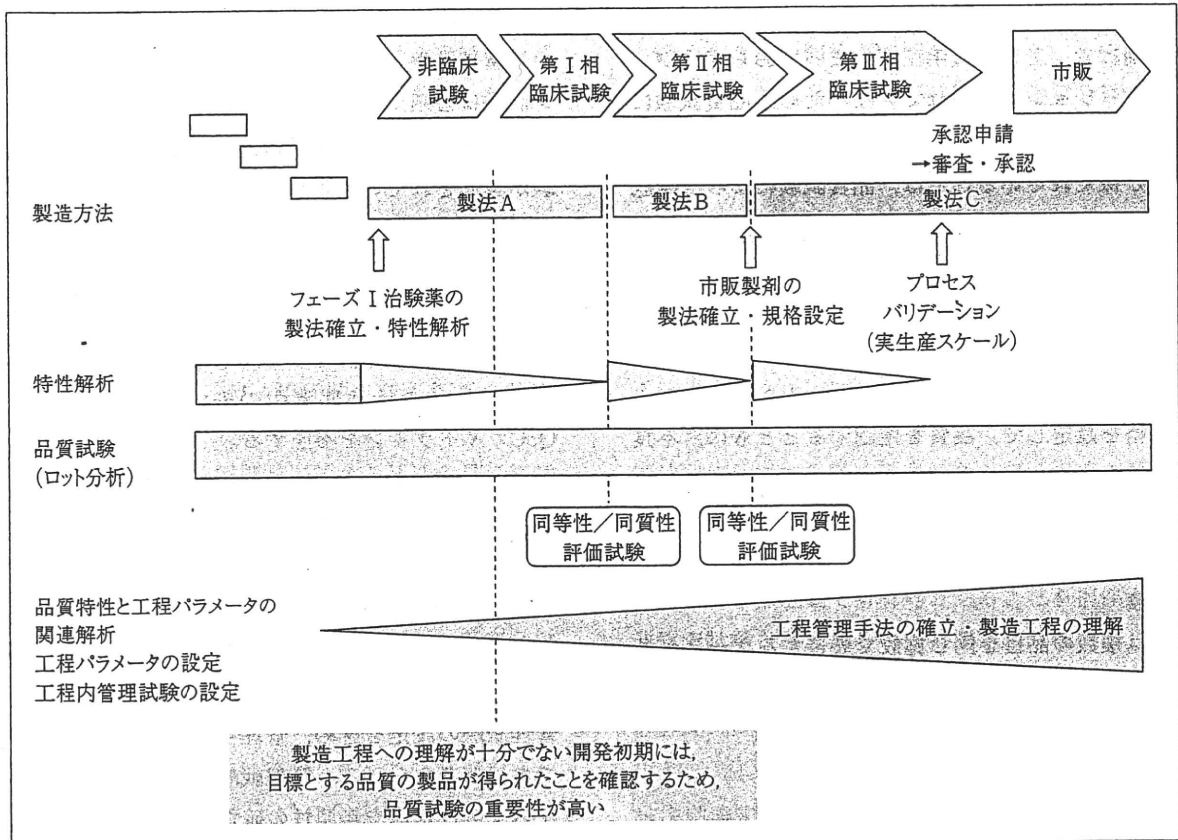 非臨床
試験
第Ⅰ相
臨床試験
第Ⅱ相
臨床試験
第Ⅲ相
臨床試験
市販
承認申請
→審査・承認
製造方法
製法A
製法B
製法C
フェーズⅠ治験薬の
製法確立・特性解析
市販製剤の
製法確立・規格設定
プロセス
バリデーション
(実生産スケール)
特性解析
品質試験
(ロット分析)
同等性／同質性
評価試験
同等性／同質性
評価試験
品質特性と工程パラメータの
関連解析
工程パラメータの設定
工程内管理試験の設定
工程管理手法の確立・製造工程の理解
製造工程への理解が十分でない開発初期には,
目標とする品質の製品が得られたことを確認するため,
品質試験の重要性が高い